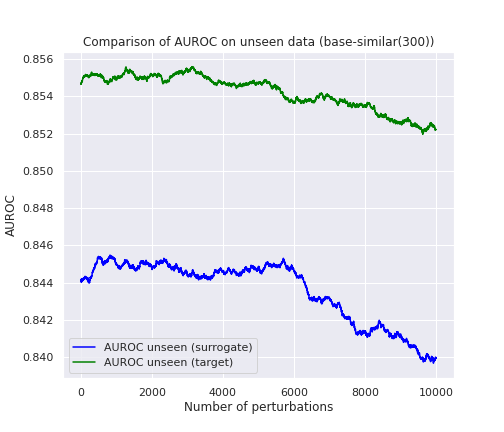 Comparison of AUROC on unseen data (base-similar(300))
0.856
0.854
0.852
0.850
0.848
0.846
0.844
0.842
0.840
AUROC
AUROC unseen (surrogate)
AUROC unseen (target)
0 2000 4000 6000 8000 10000
Number of perturbations